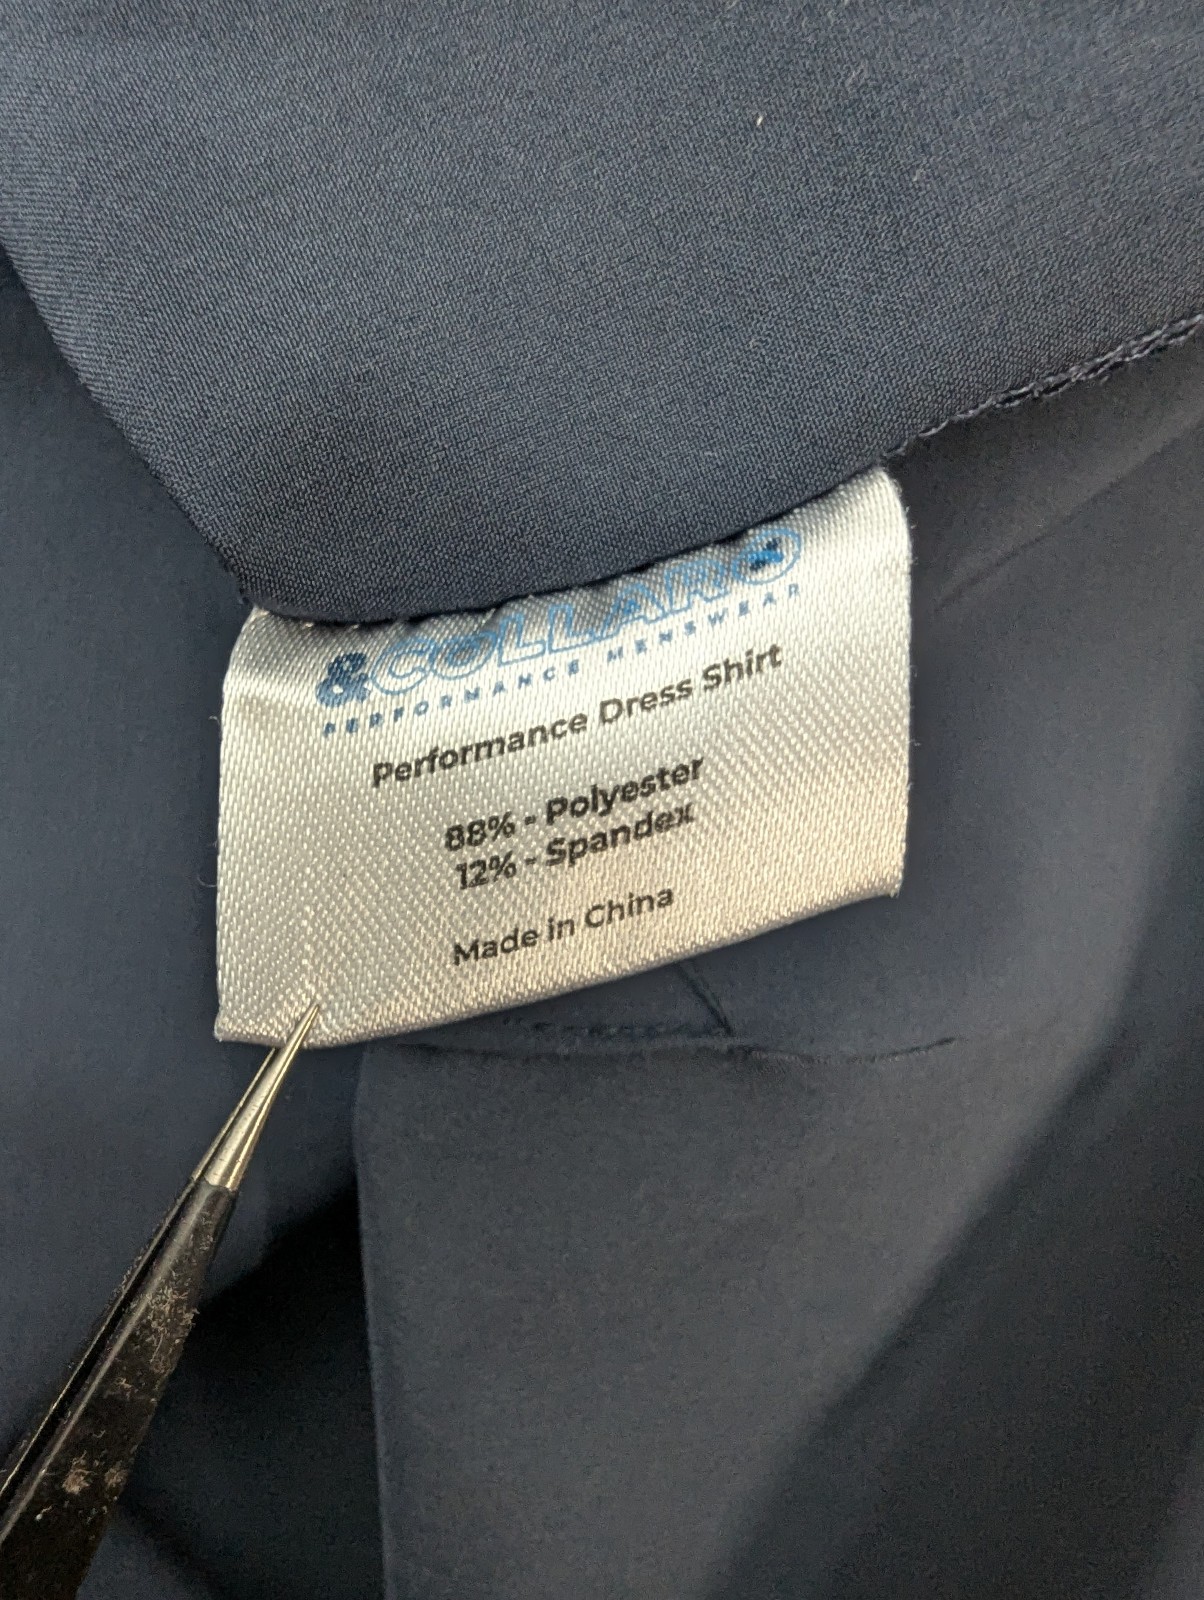 &COLLAR®
PERFORMANCE MENSWEAR
Performance Dress Shirt
88% - Polyester
12% - Spandex
Made in China